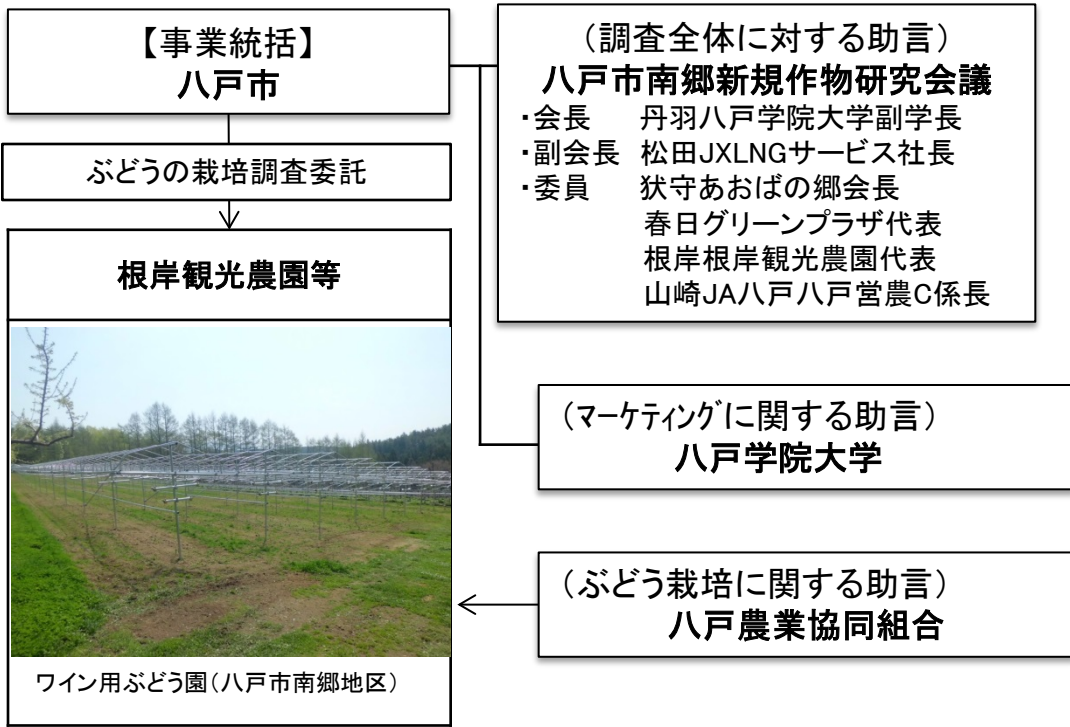 【事業統括】
八戸市
ぶどうの栽培調査委託
根岸観光農園等
ワイン用ぶどう園(八戸市南郷地区)
(調査全体に対する助言)
八戸市南郷新規作物研究会議
・会長 丹羽八戸学院大学副学長
・副会長 松田JXLNGサービス社長
・委員 狄守あおばの郷会長
春日グリーンプラザ代表
根岸根岸観光農園代表
山崎JA八戸八戸営農C係長
(マーケティングに関する助言)
八戸学院大学
(ぶどう栽培に関する助言)
八戸農業協同組合